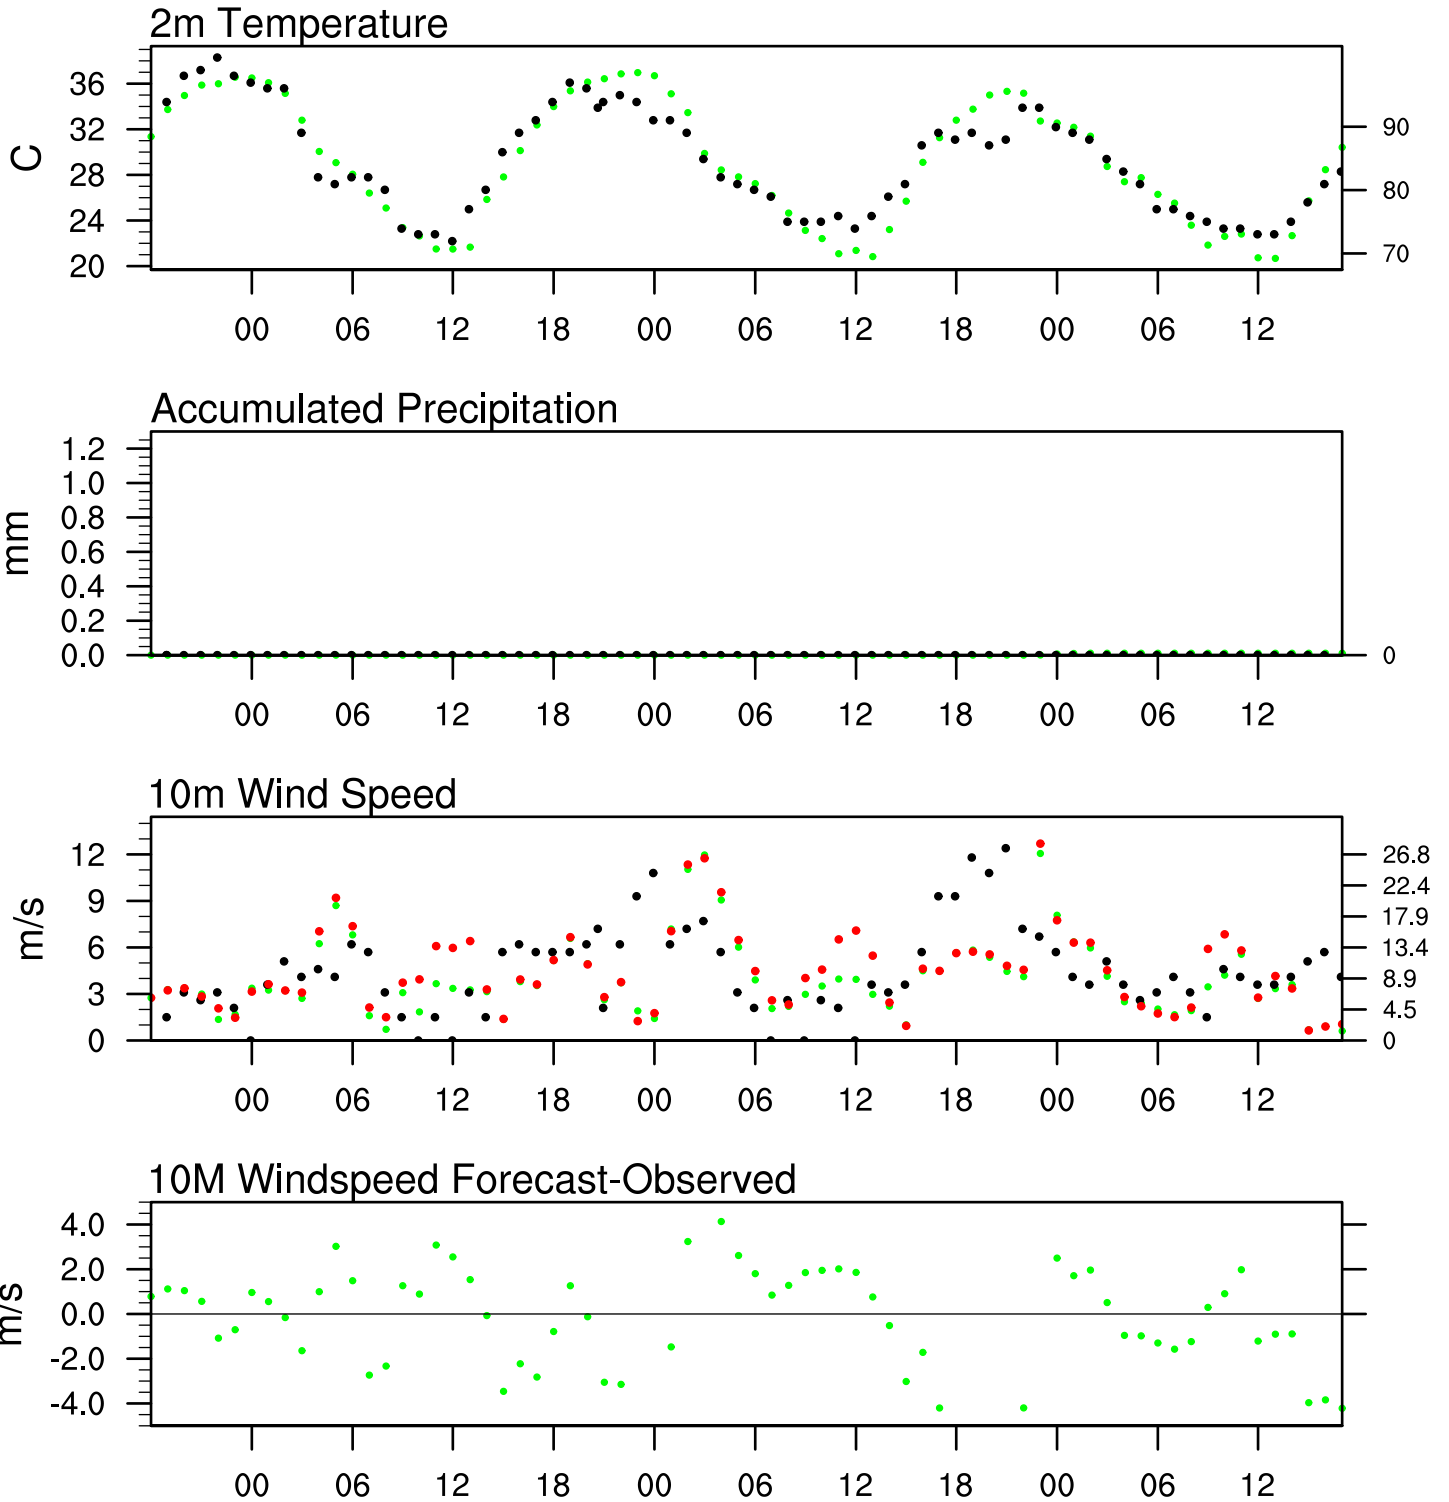 2m Temperature
C
36
32
28
24
20
90
80
70
00 06 12 18 00 06 12 18 00 06 12
Accumulated Precipitation
mm
1.2
1.0
0.8
0.6
0.4
0.2
0.0
0
00 06 12 18 00 06 12 18 00 06 12
10m Wind Speed
m/s
12
9
6
3
0
26.8
22.4
17.9
13.4
8.9
4.5
0
00 06 12 18 00 06 12 18 00 06 12
10M Windspeed Forecast-Observed
m/s
4.0
2.0
0.0
-2.0
-4.0
00 06 12 18 00 06 12 18 00 06 12